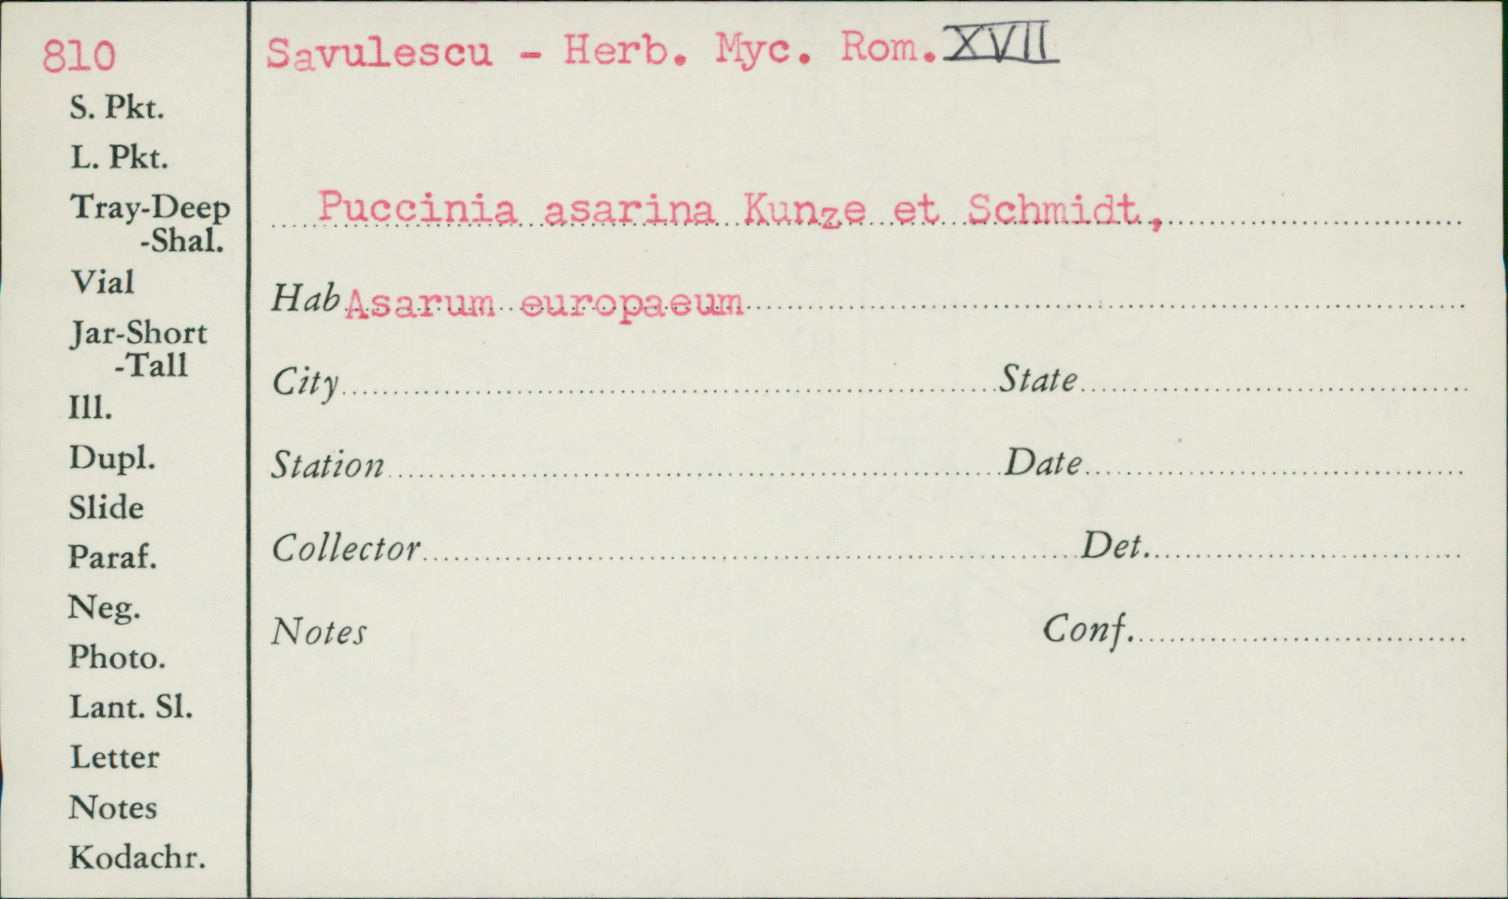 810
Savulescu - Herb. Myc. Rom. XVII
S. Pkt.
L. Pkt.
Tray-Deep
-Shal.
Vial
Jar-Short
-Tall
Ill.
Dupl.
Slide
Paraf.
Neg.
Photo.
Lant. Sl.
Letter
Notes
Kodachr.
Puccinia asarina Kunze et Schmidt,
Hab Asarum europaeum
City State
Station Date
Collector Det.
Notes Conf.